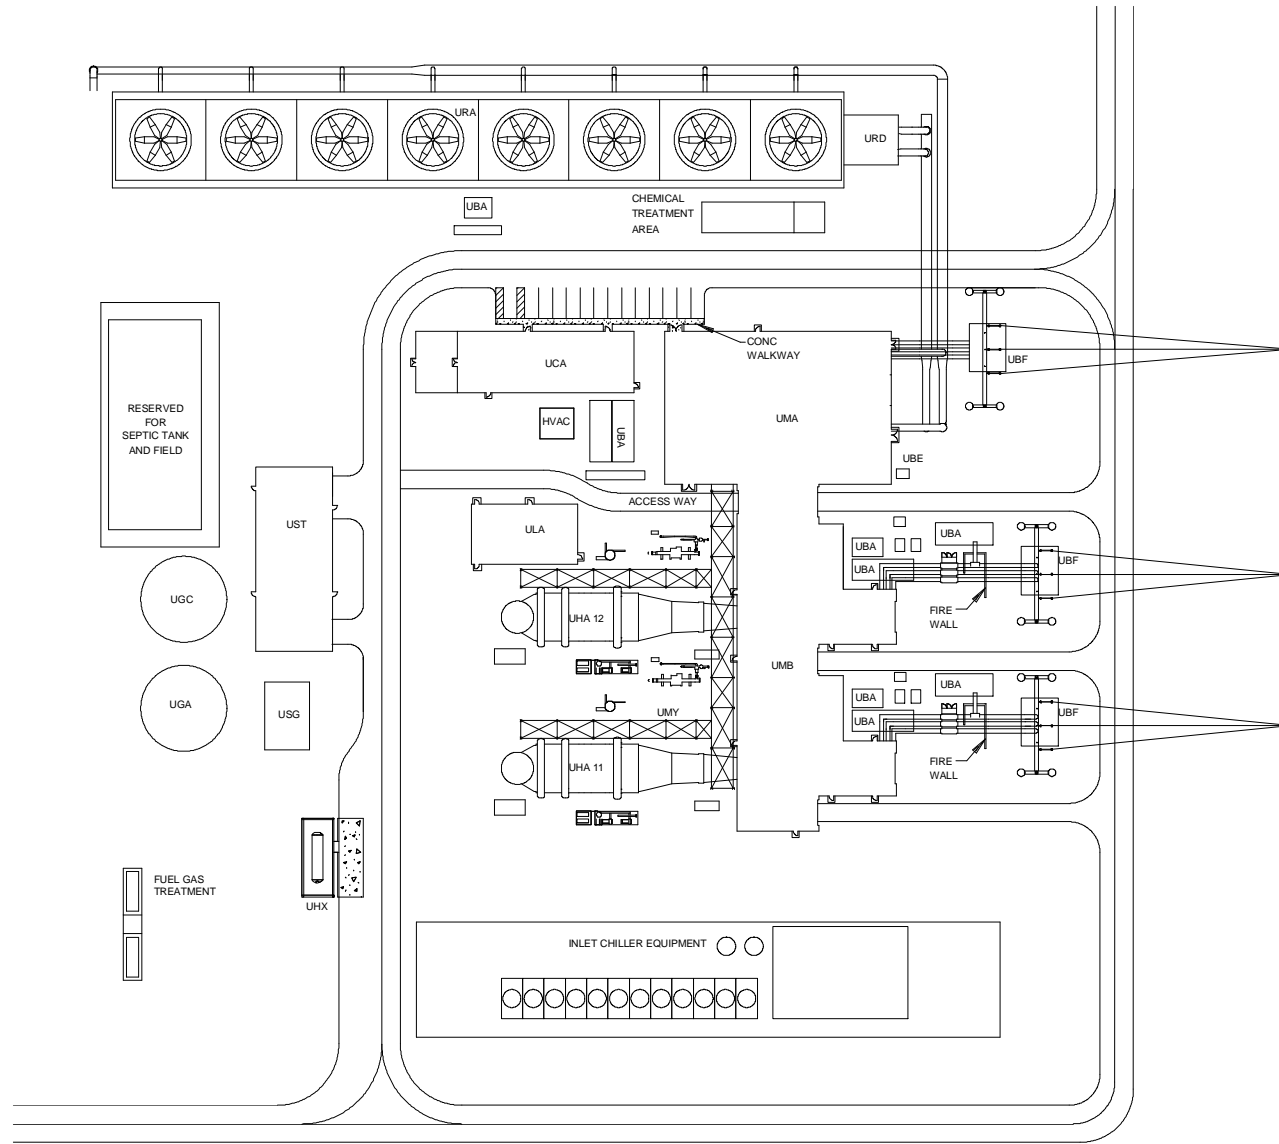 URA
URD
UBA
CHEMICAL
TREATMENT
AREA
CONC
WALKWAY
UBF
UCA
UMA
RESERVED
FOR
SEPTIC TANK
AND FIELD
HVAC
UBA
UBE
ACCESS WAY
UST
ULA
UBA
UBA
UBA
UBF
UGC
UHA 12
FIRE
WALL
UMB
UGA
USG
UMY
UBA
UBA
UBA
UBF
UHA 11
FIRE
WALL
FUEL GAS
TREATMENT
UHX
INLET CHILLER EQUIPMENT